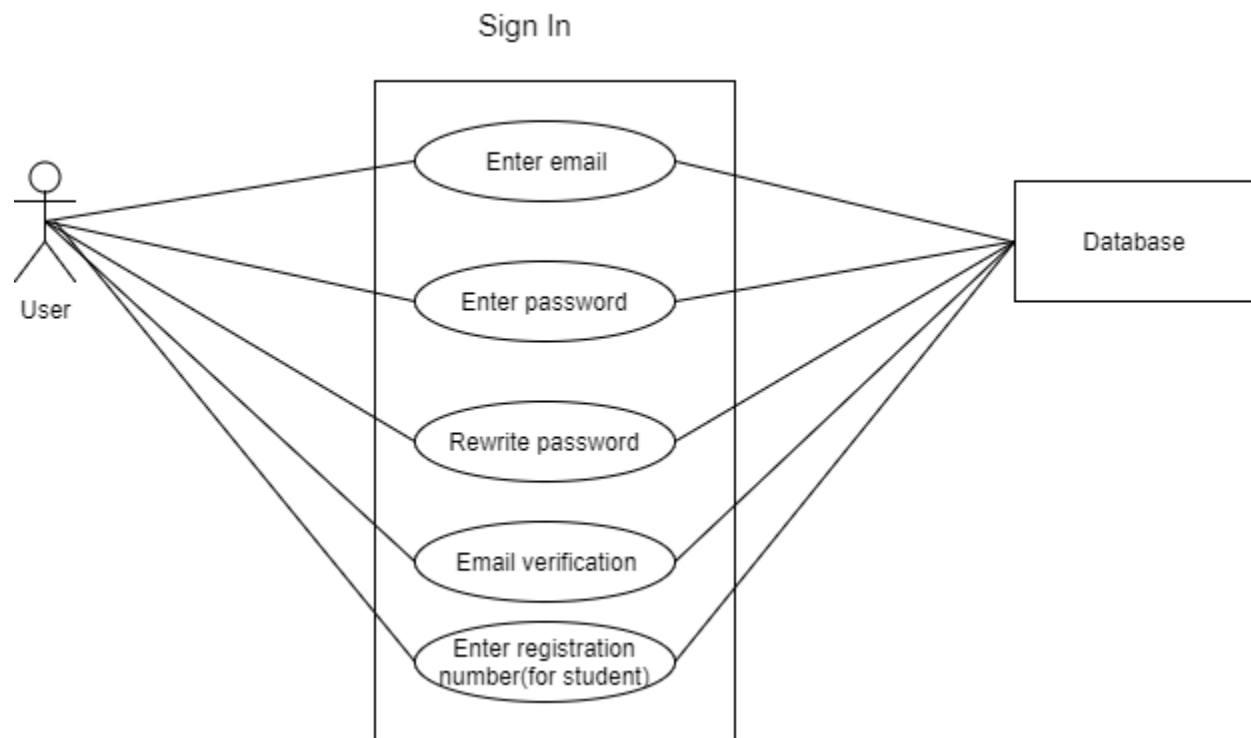 Sign In
Enter email
Database
Enter password
User
Rewrite password
Email verification
Enter registration
number(for student)